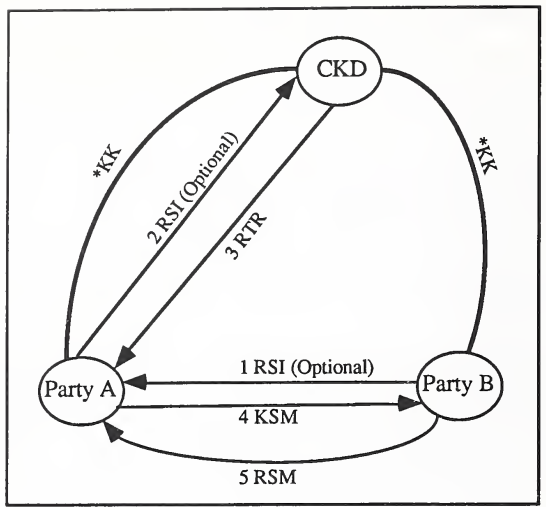 CKD
*KK
*KK
2 RSI (Optional)
3 RTR
1 RSI (Optional)
Party A
Party B
4 KSM
5 RSM